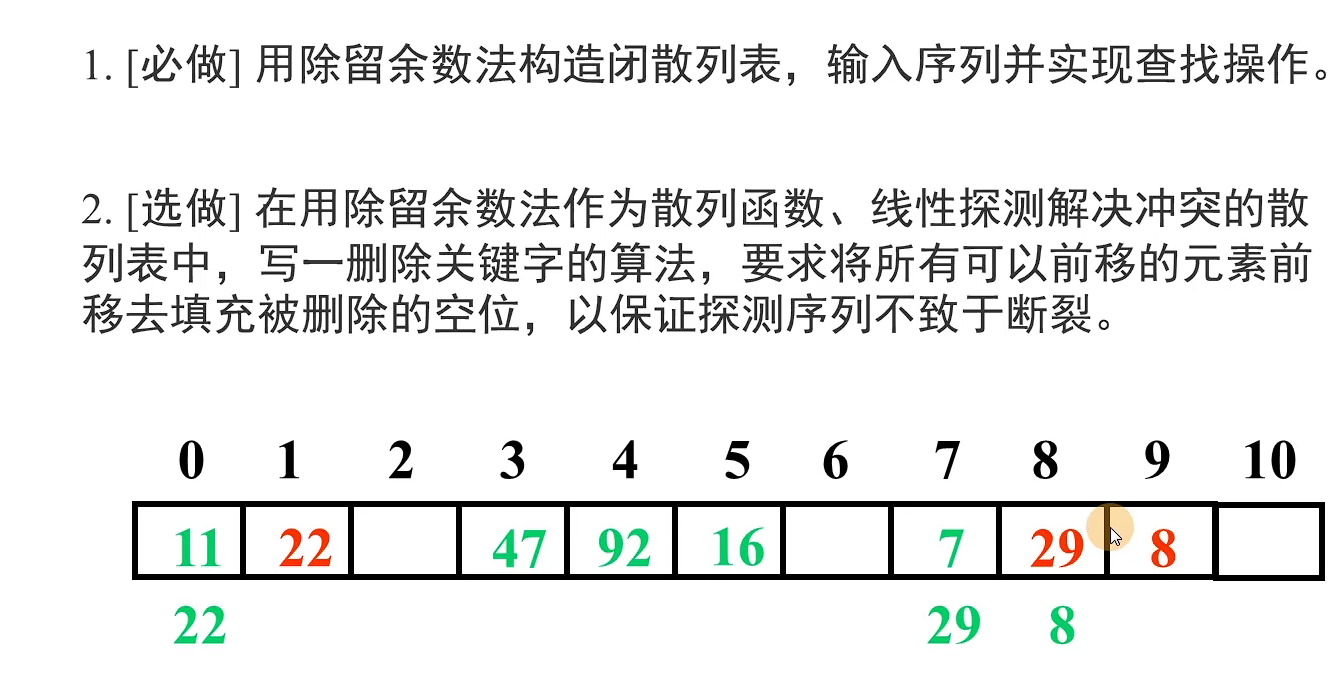 1. [必做] 用除留余数法构造闭散列表，输入序列并实现查找操作。
2. [选做] 在用除留余数法作为散列函数、线性探测解决冲突的散
列表中，写一删除关键字的算法，要求将所有可以前移的元素前
移去填充被删除的空位，以保证探测序列不致于断裂。
0 1 2 3 4 5 6 7 8 9 10
11 22 47 92 16 7 29 8
22 29 8